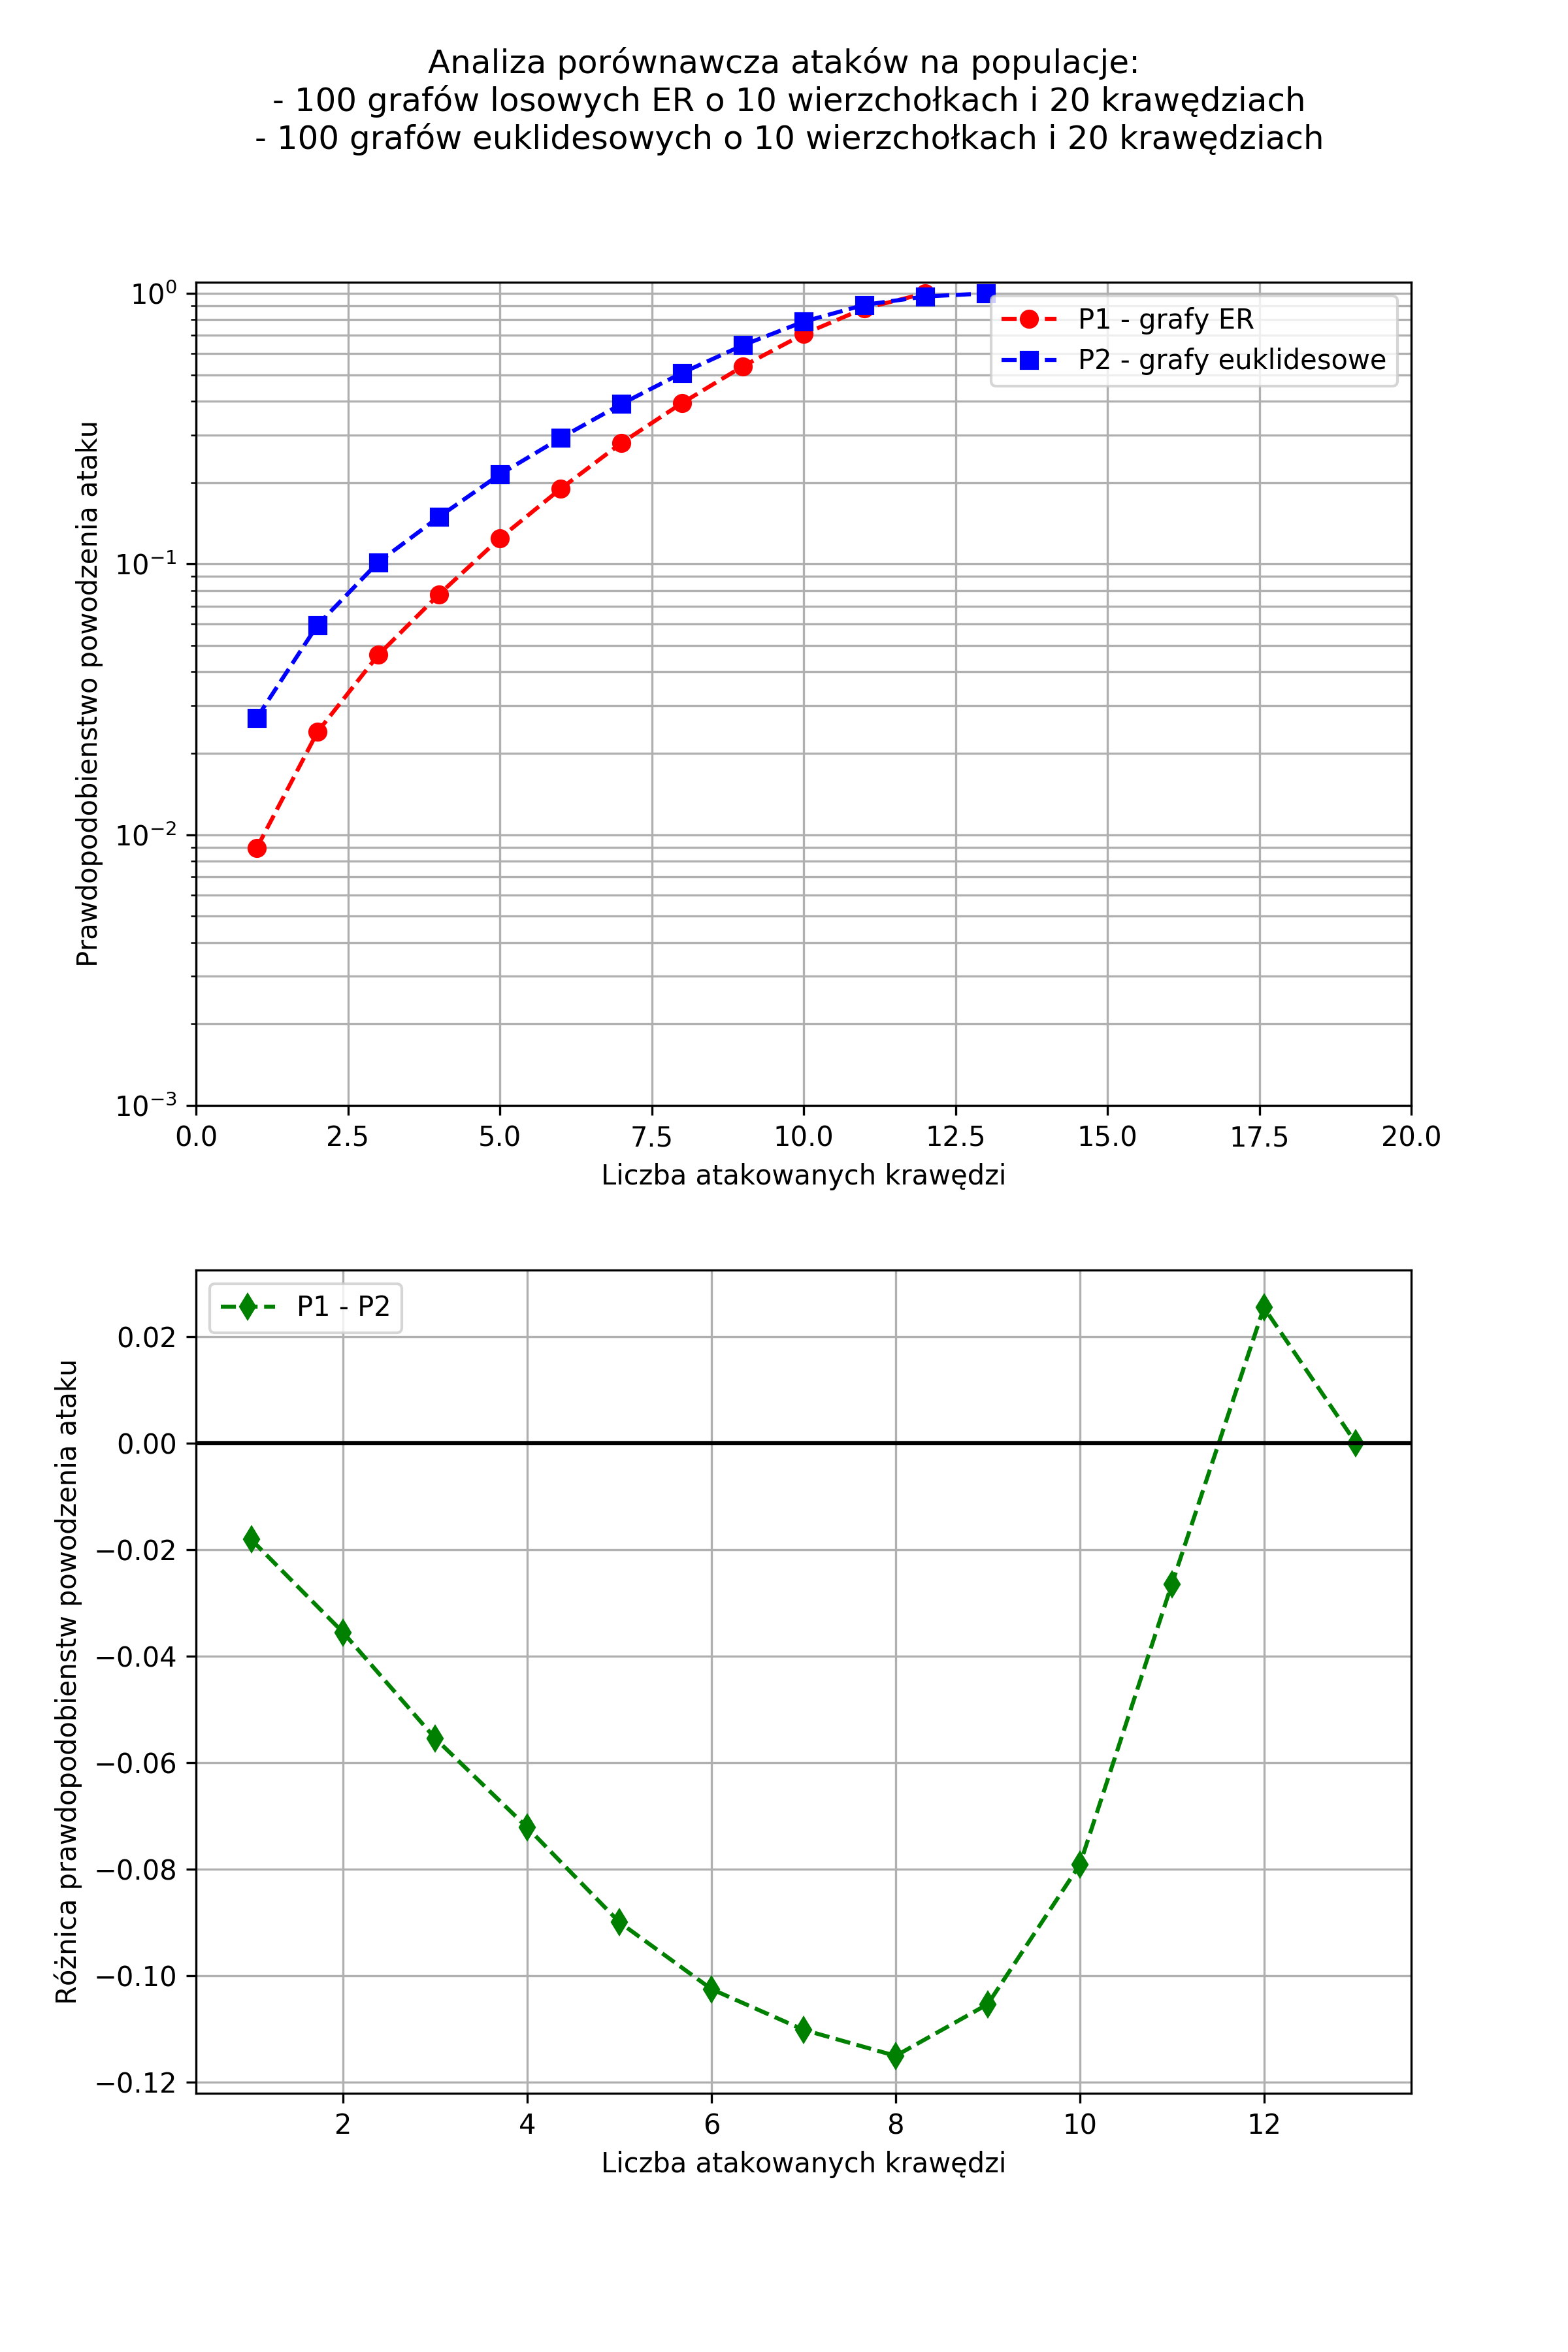 Analiza porównawcza ataków na populacje:
- 100 grafów losowych ER o 10 wierzchołkach i 20 krawędziach
- 100 grafów euklidesowych o 10 wierzchołkach i 20 krawędziach
10⁰
10⁻¹
10⁻²
10⁻³
Prawdopodobienstwo powodzenia ataku
P1 - grafy ER
P2 - grafy euklidesowe
0.0 2.5 5.0 7.5 10.0 12.5 15.0 17.5 20.0
Liczba atakowanych krawędzi
P1 - P2
0.02
0.00
−0.02
−0.04
−0.06
−0.08
−0.10
−0.12
Różnica prawdopodobienstw powodzenia ataku
2 4 6 8 10 12
Liczba atakowanych krawędzi